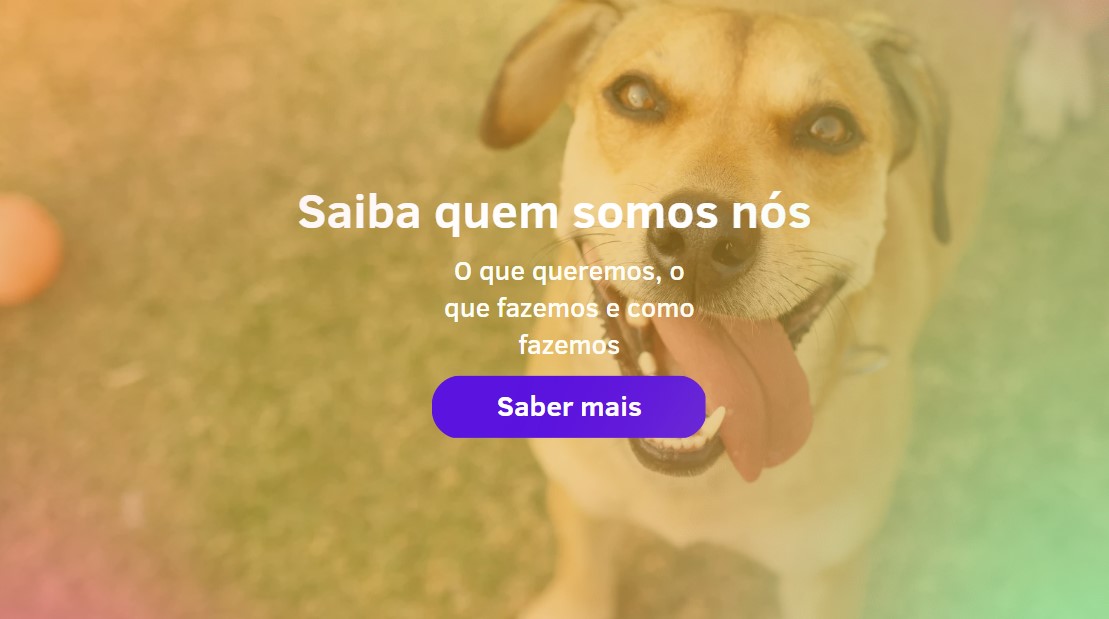 Saiba quem somos nós
O que queremos, o
que fazemos e como
fazemos
Saber mais